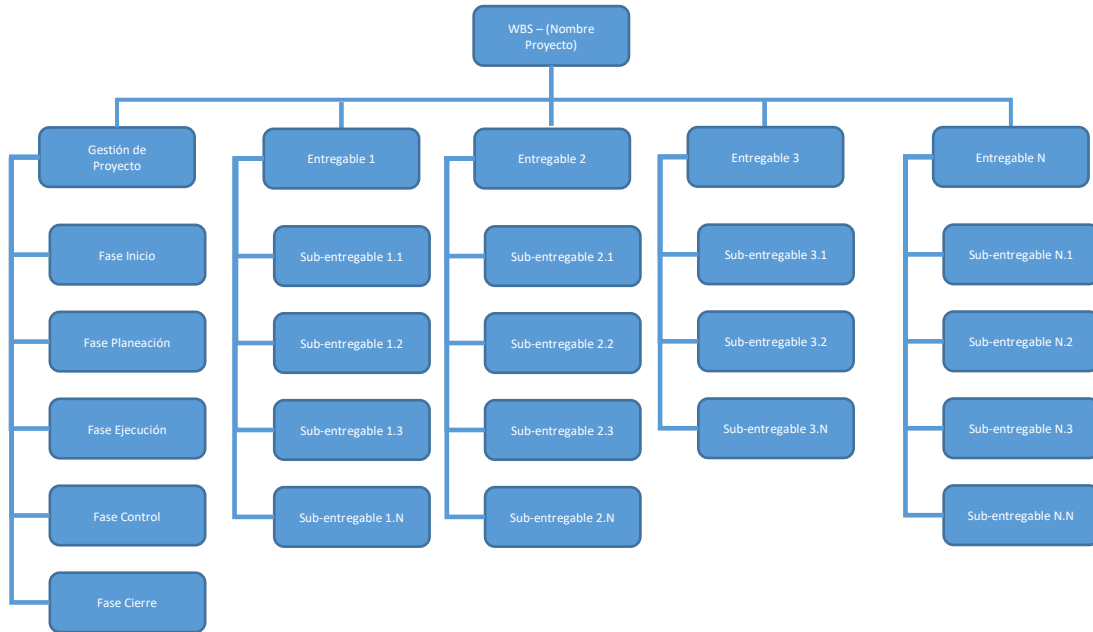 WBS – (Nombre
Proyecto)
Gestión de
Proyecto
Entregable 1
Entregable 2
Entregable 3
Entregable N
Fase Inicio
Sub-entregable 1.1
Sub-entregable 2.1
Sub-entregable 3.1
Sub-entregable N.1
Fase Planeación
Sub-entregable 1.2
Sub-entregable 2.2
Sub-entregable 3.2
Sub-entregable N.2
Fase Ejecución
Sub-entregable 1.3
Sub-entregable 2.3
Sub-entregable 3.N
Sub-entregable N.3
Fase Control
Sub-entregable 1.N
Sub-entregable 2.N
Sub-entregable N.N
Fase Cierre